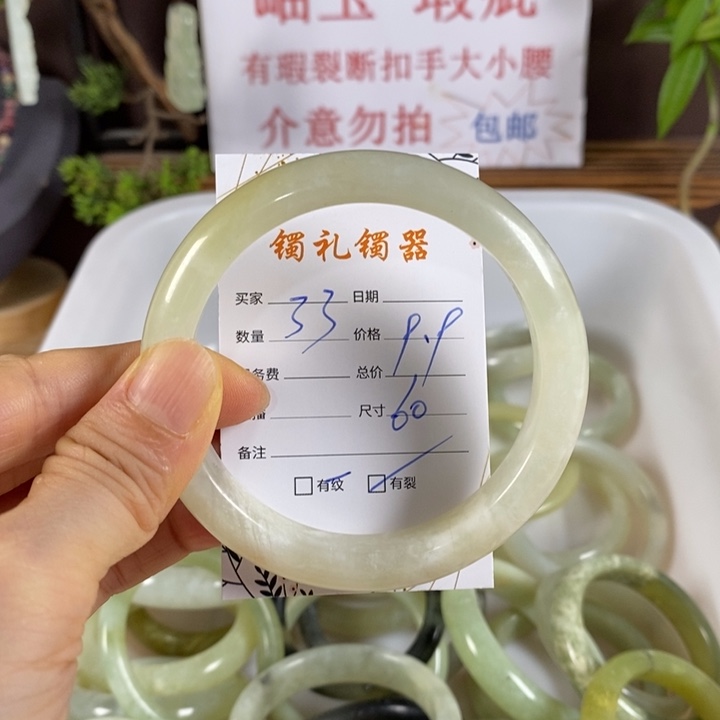 岫玉 瑕疵
有瑕裂断扣手大小腰
介意勿拍 包邮
镯礼镯器
买家 日期
数量 33 价格 9.9
务费 总价
播 尺寸 60
备注
有纹 有裂